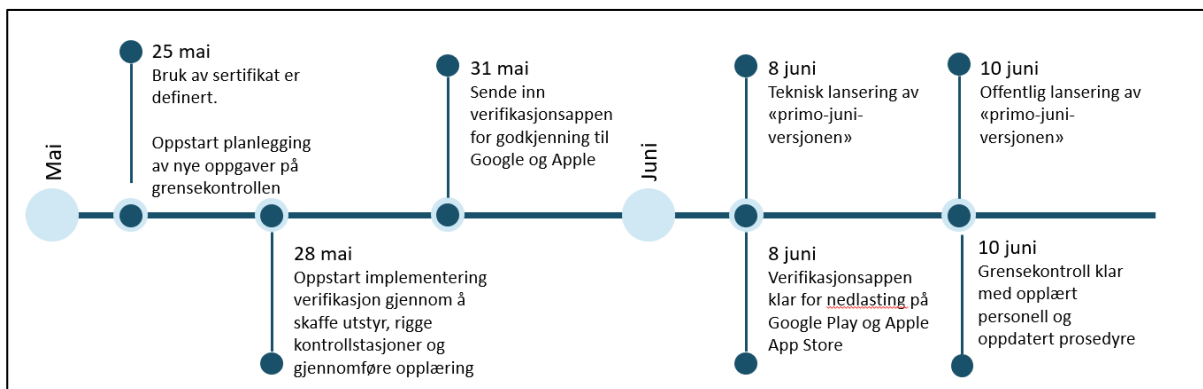 Mai
25 mai
Bruk av sertifikat er
definert.
Oppstart planlegging
av nye oppgaver på
grensekontrollen
28 mai
Oppstart implementering
verifikasjon gjennom å
skaffe utstyr, rigge
kontrollstasjoner og
gjennomføre opplæring
31 mai
Sende inn
verifikasjonsappen
for godkjenning til
Google og Apple
Juni
8 juni
Teknisk lansering av
«primo-juni-
versjonen»
8 juni
Verifikasjonsappen
klar for nedlasting på
Google Play og Apple
App Store
10 juni
Offentlig lansering av
«primo-juni-
versjonen»
10 juni
Grensekontroll klar
med opplært
personell og
oppdatert prosedyre